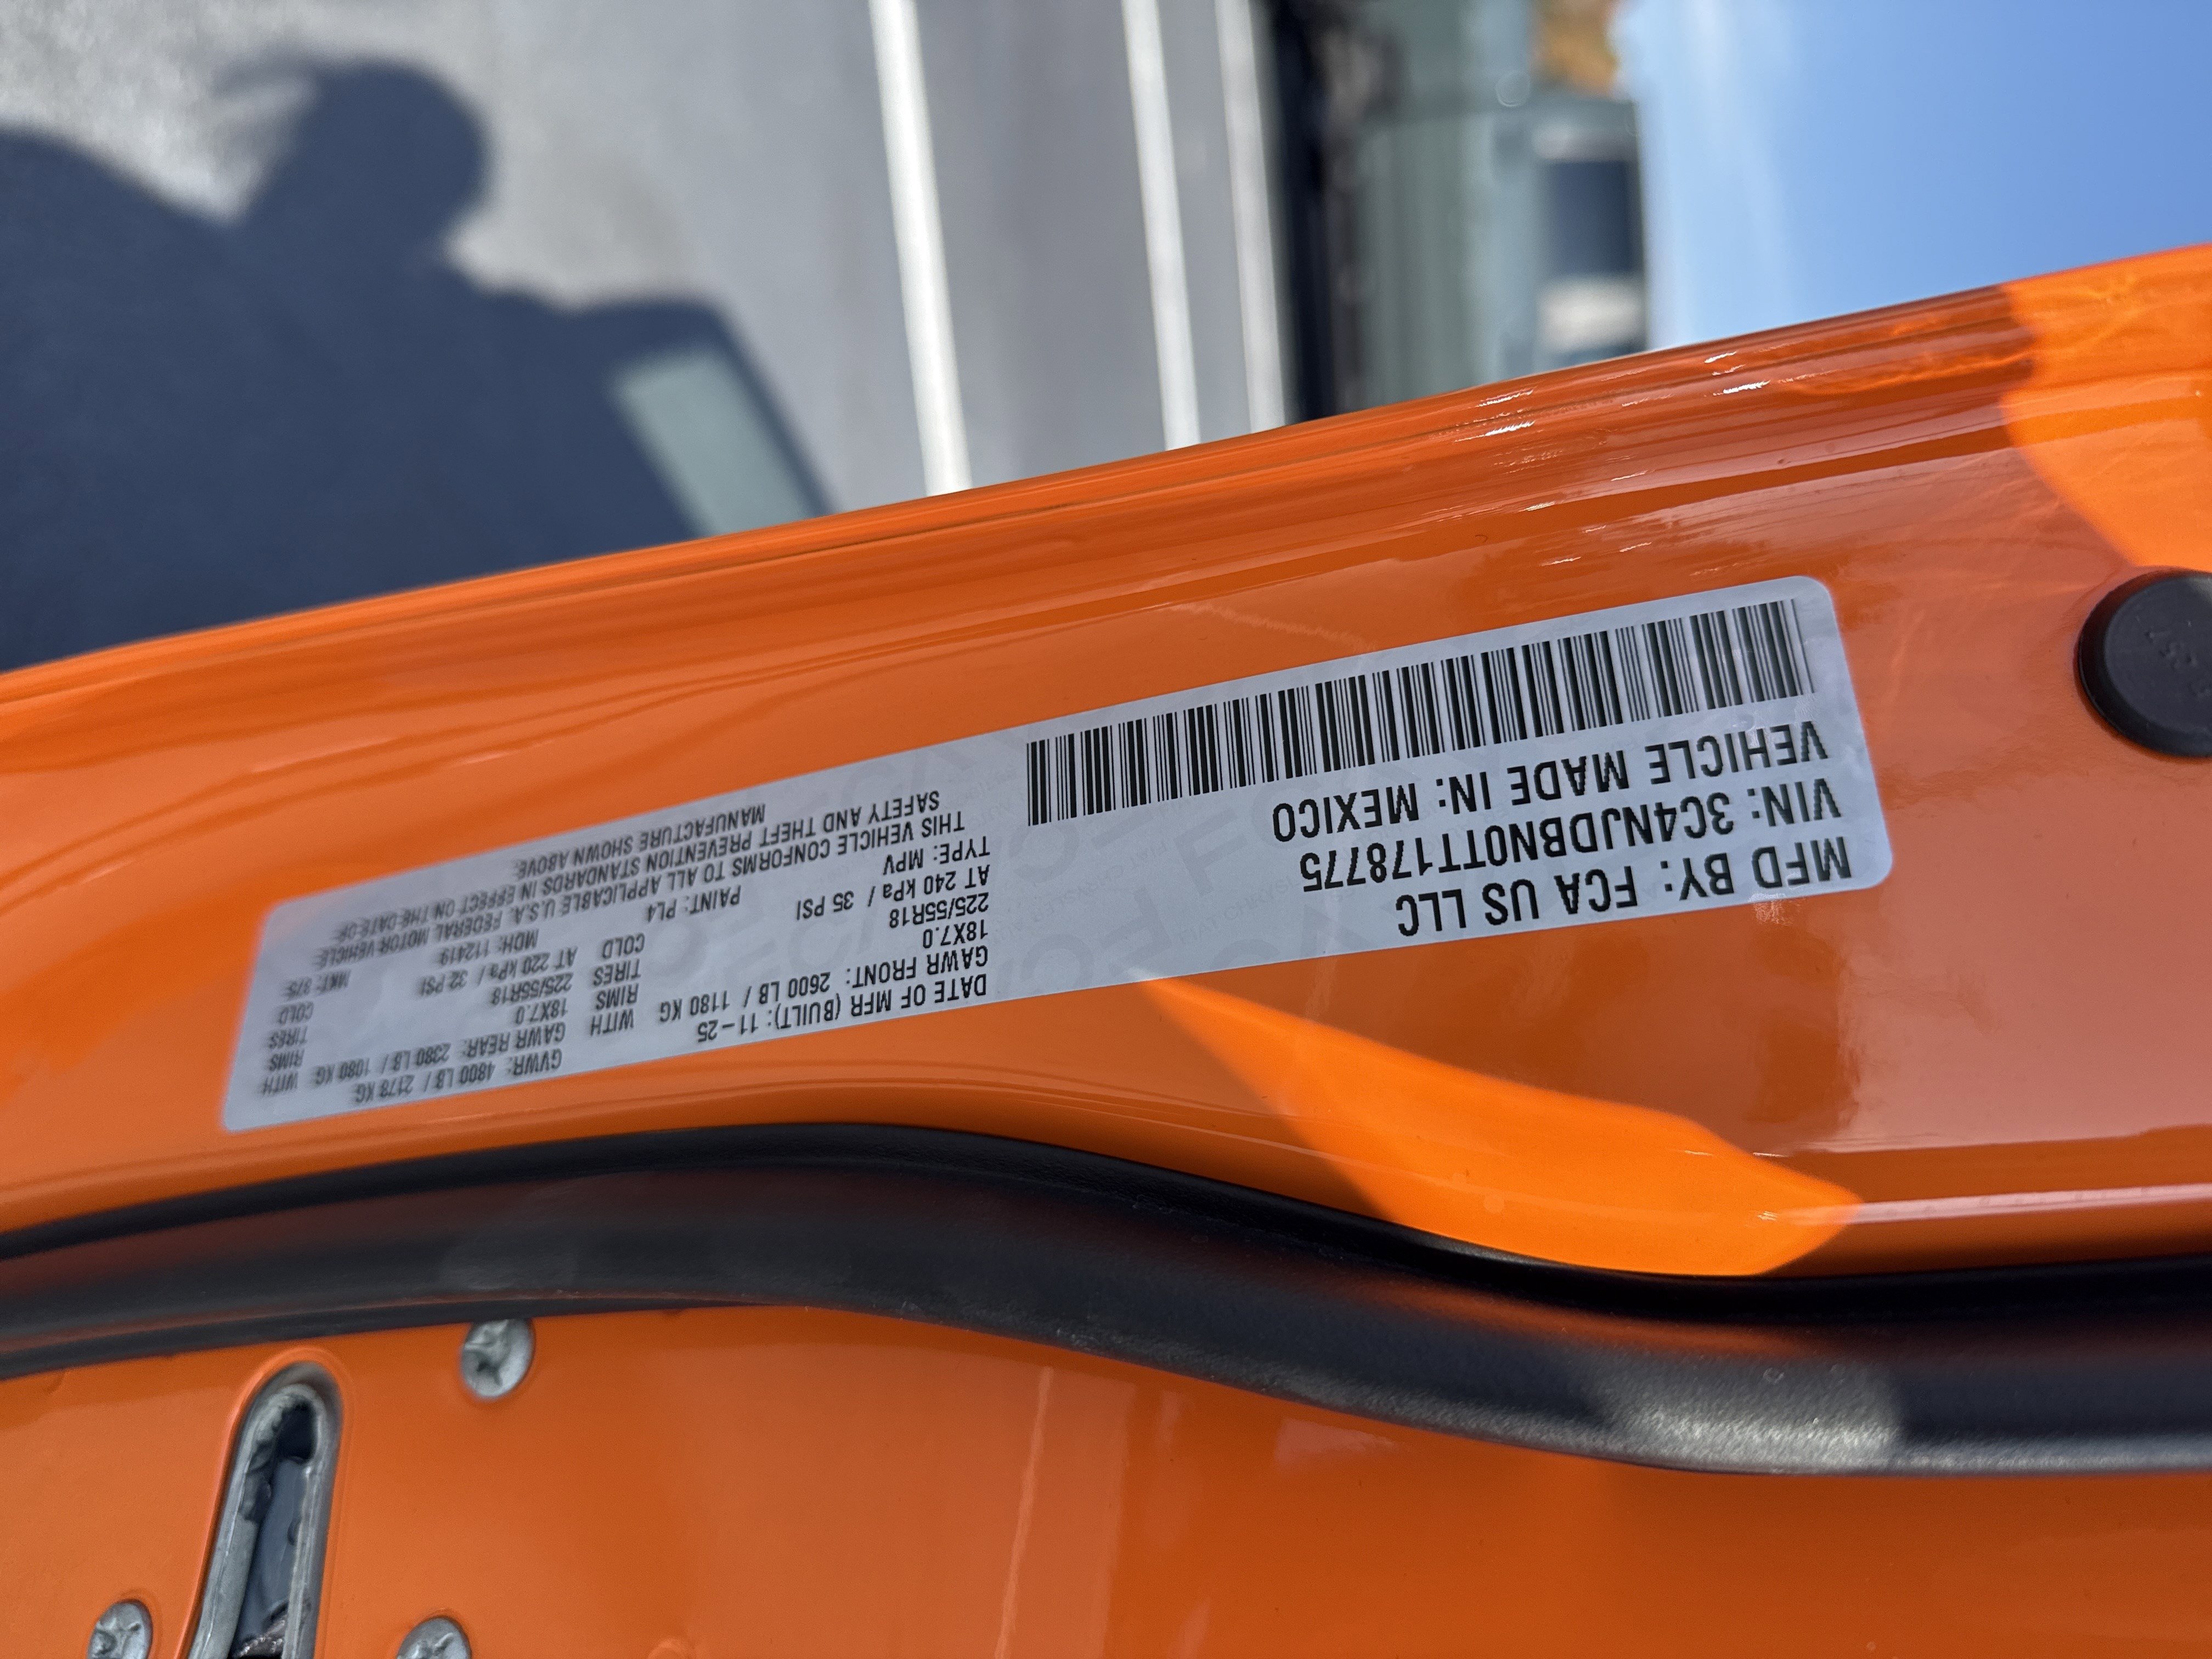 MFD BY: FCA US LLC
VIN: 3C4NJDBN0TT178775
VEHICLE MADE IN: MEXICO
DATE OF MFR (BUILT): 11-25
GVWR: 4800 LB / 2178 KG
GAWR FRONT: 2600 LB / 1180 KG WITH
GAWR REAR: 2380 LB / 1080 KG WITH
18X7.0 RIMS
18X7.0 RIMS
225/55R18 TIRES
225/55R18 TIRES
AT 240 kPa / 35 PSI COLD
AT 220 kPa / 32 PSI COLD
TYPE: MPV PAINT: PL4 MDH: 112419
THIS VEHICLE CONFORMS TO ALL APPLICABLE U.S.A. FEDERAL MOTOR VEHICLE
SAFETY AND THEFT PREVENTION STANDARDS IN EFFECT ON THE DATE OF
MANUFACTURE SHOWN ABOVE.